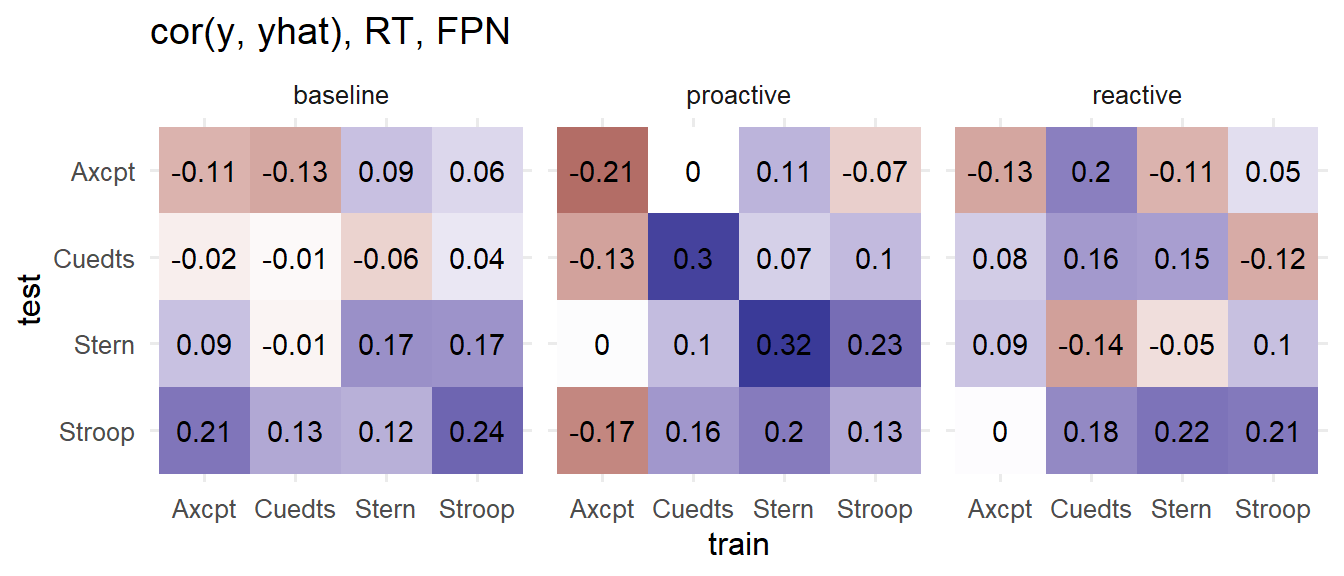 cor(y, yhat), RT, FPN
baseline proactive reactive
Axcpt -0.11 -0.13 0.09 0.06 -0.21 0 0.11 -0.07 -0.13 0.2 -0.11 0.05
Cuedts -0.02 -0.01 -0.06 0.04 -0.13 0.3 0.07 0.1 0.08 0.16 0.15 -0.12
test
Stern 0.09 -0.01 0.17 0.17 0 0.1 0.32 0.23 0.09 -0.14 -0.05 0.1
Stroop 0.21 0.13 0.12 0.24 -0.17 0.16 0.2 0.13 0 0.18 0.22 0.21
Axcpt Cuedts Stern Stroop Axcpt Cuedts Stern Stroop Axcpt Cuedts Stern Stroop
train